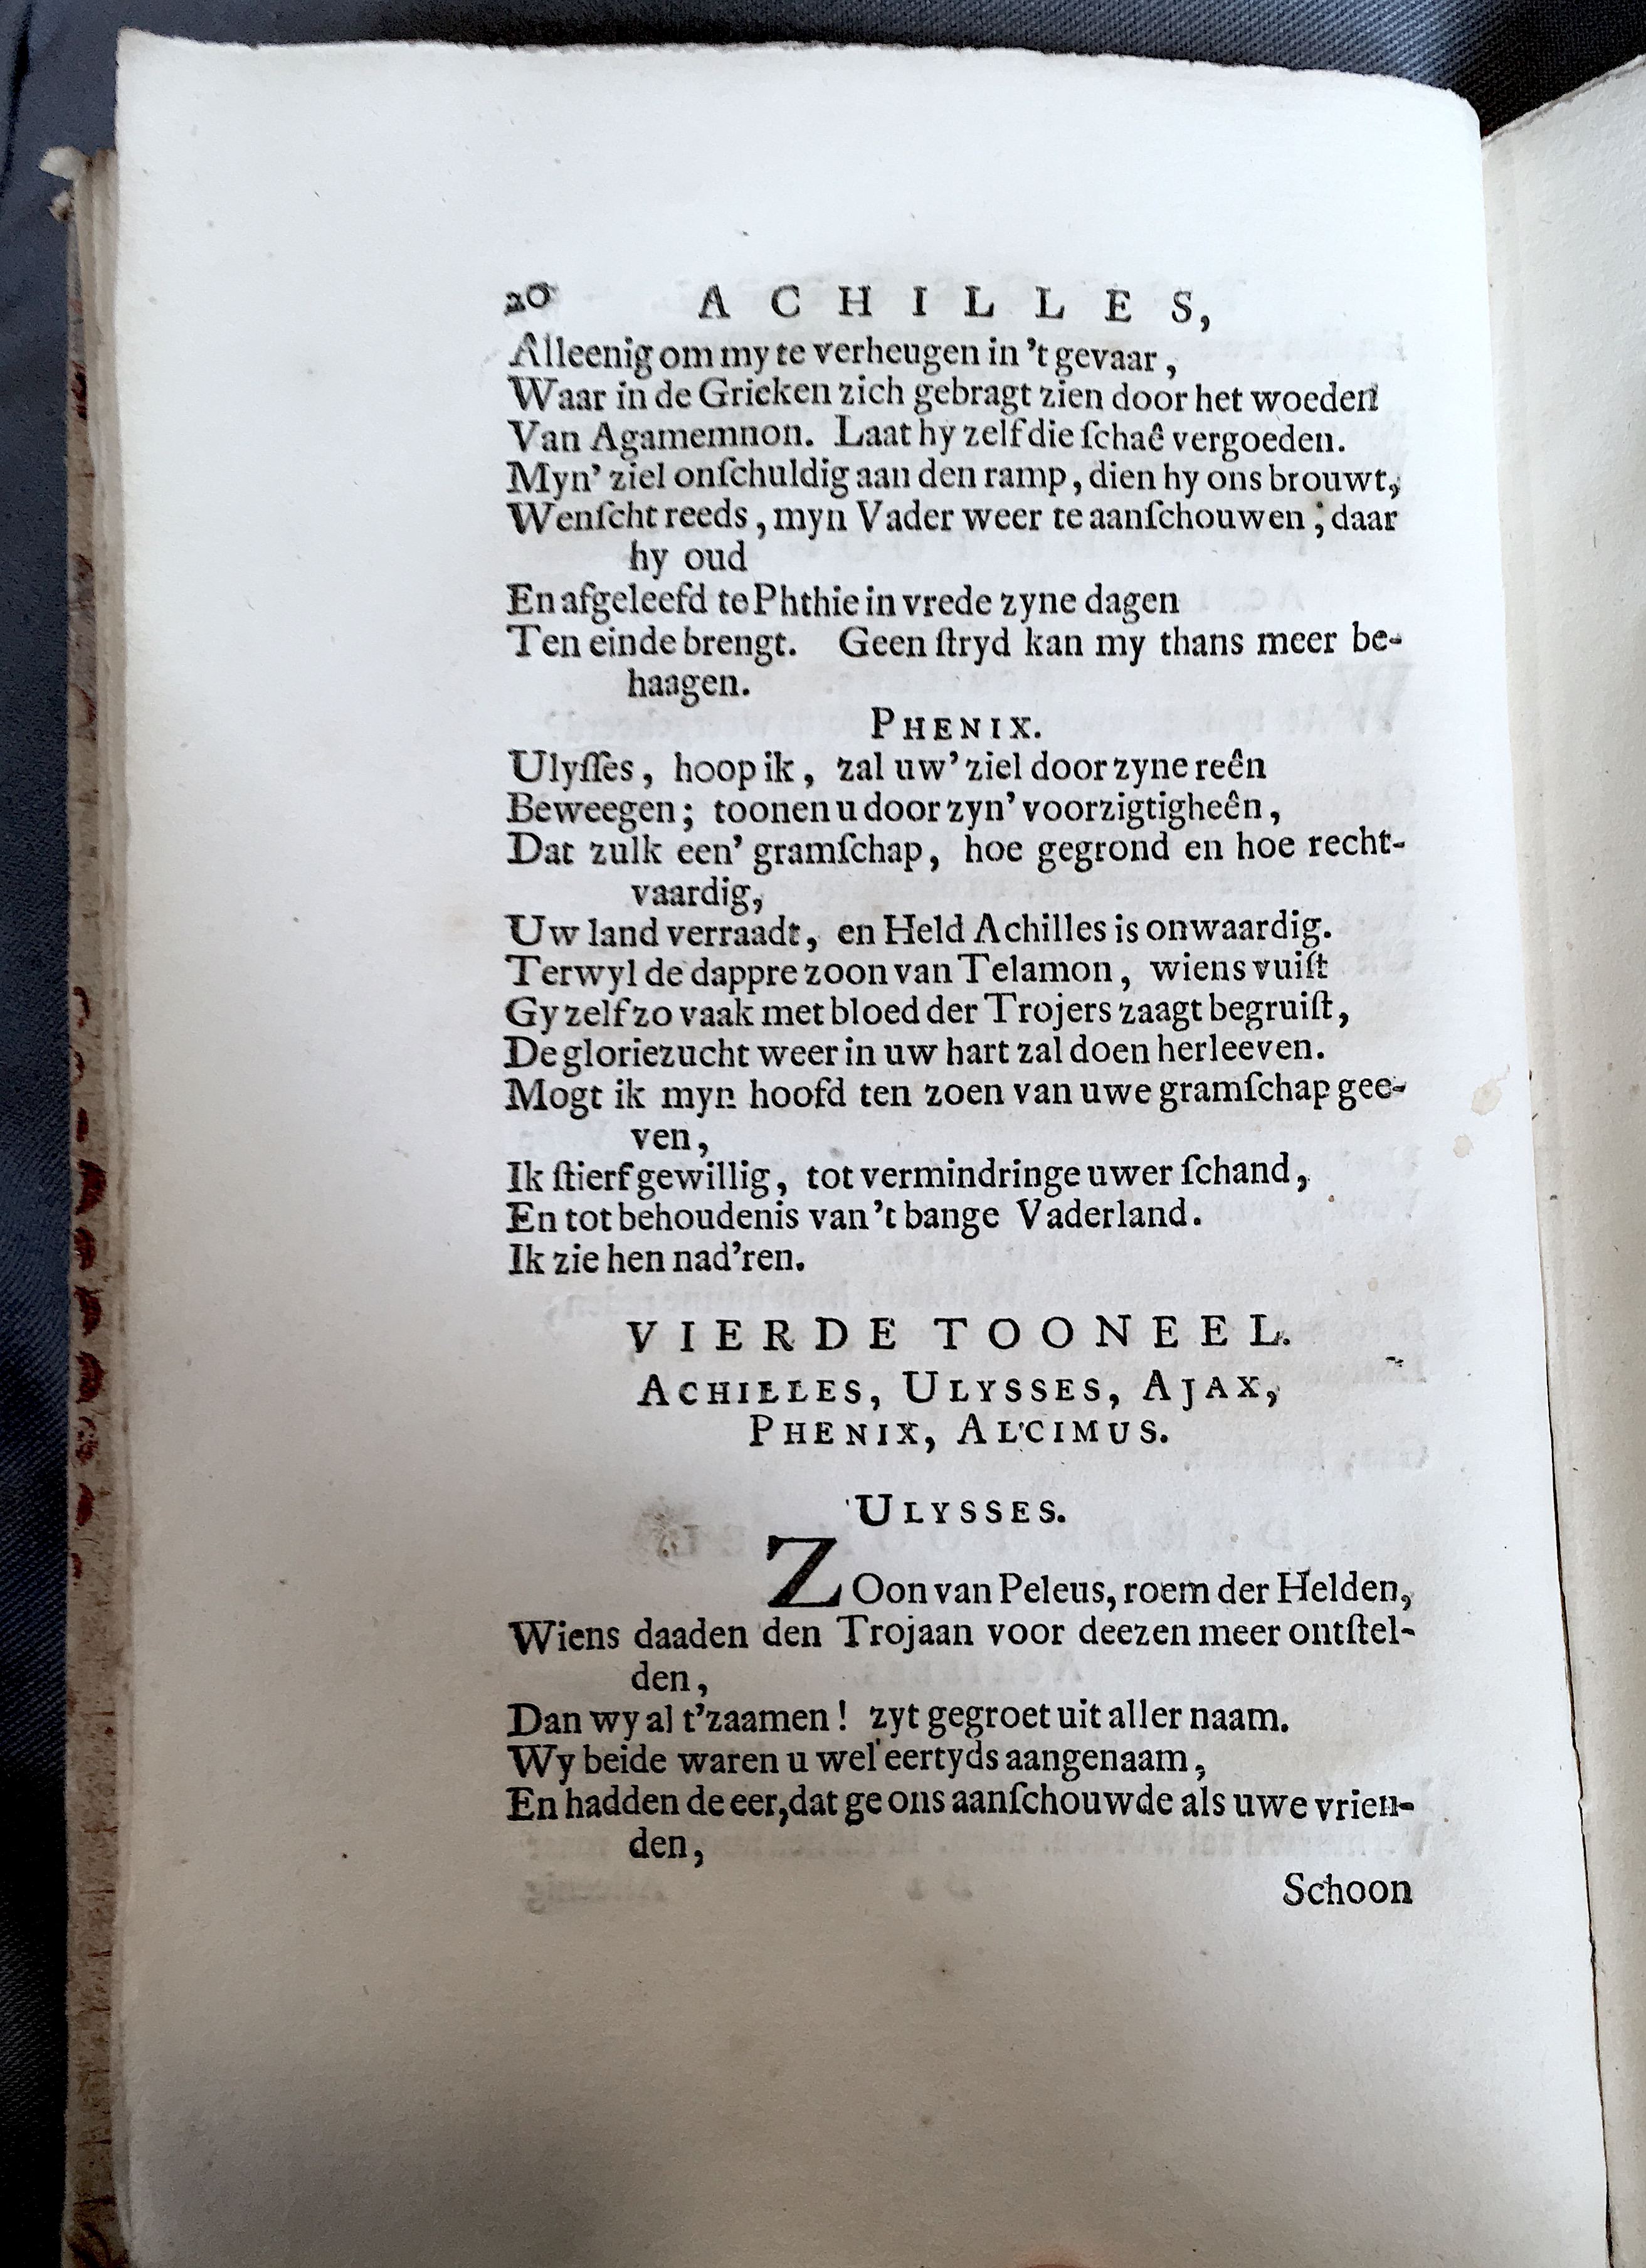 20 ACHILLES,
Alleenig om my te verheugen in 't gevaar,
Waar in de Grieken zich gebragt zien door het woeden
Van Agamemnon. Laat hy zelf die ſchaê vergoeden.
Myn' ziel onſchuldig aan den ramp, dien hy ons brouwt,
Wenſcht reeds, myn Vader weer te aanſchouwen; daar
hy oud
En afgeleefd te Phthie in vrede zyne dagen
Ten einde brengt. Geen ſtryd kan my thans meer be-
haagen.
PHENIX.
Ulyſſes, hoop ik, zal uw' ziel door zyne reên
Beweegen; toonen u door zyn' voorzigtigheên,
Dat zulk een' gramſchap, hoe gegrond en hoe recht-
vaardig,
Uw land verraadt, en Held Achilles is onwaardig.
Terwyl de dappre zoon van Telamon, wiens vuiſt
Gy zelf zo vaak met bloed der Trojers zaagt begruiſt,
De gloriezucht weer in uw hart zal doen herleeven.
Mogt ik myn hoofd ten zoen van uwe gramſchap gee-
ven,
Ik ſtierf gewillig, tot vermindringe uwer ſchand,
En tot behoudenis van 't bange Vaderland.
Ik zie hen nad'ren.
VIERDE TOONEEL.
ACHILLES, ULYSSES, AJAX,
PHENIX, ALCIMUS.
ULYSSES.
ZOon van Peleus, roem der Helden,
Wiens daaden den Trojaan voor deezen meer ontſtel-
den,
Dan wy al t'zaamen! zyt gegroet uit aller naam.
Wy beide waren u wel eertyds aangenaam,
En hadden de eer, dat ge ons aanſchouwde als uwe vrien-
den,
Schoon